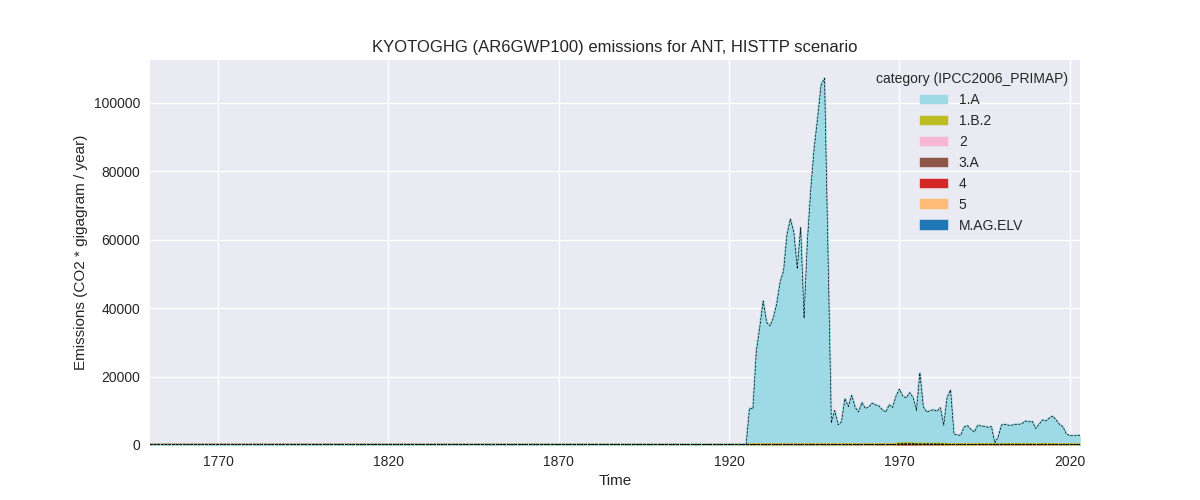 KYOTOGHG (AR6GWP100) emissions for ANT, HISTTP scenario
Emissions (CO2 * gigagram / year)
100000
80000
60000
40000
20000
0
category (IPCC2006_PRIMAP)
1.A
1.B.2
2
3.A
4
5
M.AG.ELV
1770
1820
1870
1920
1970
2020
Time